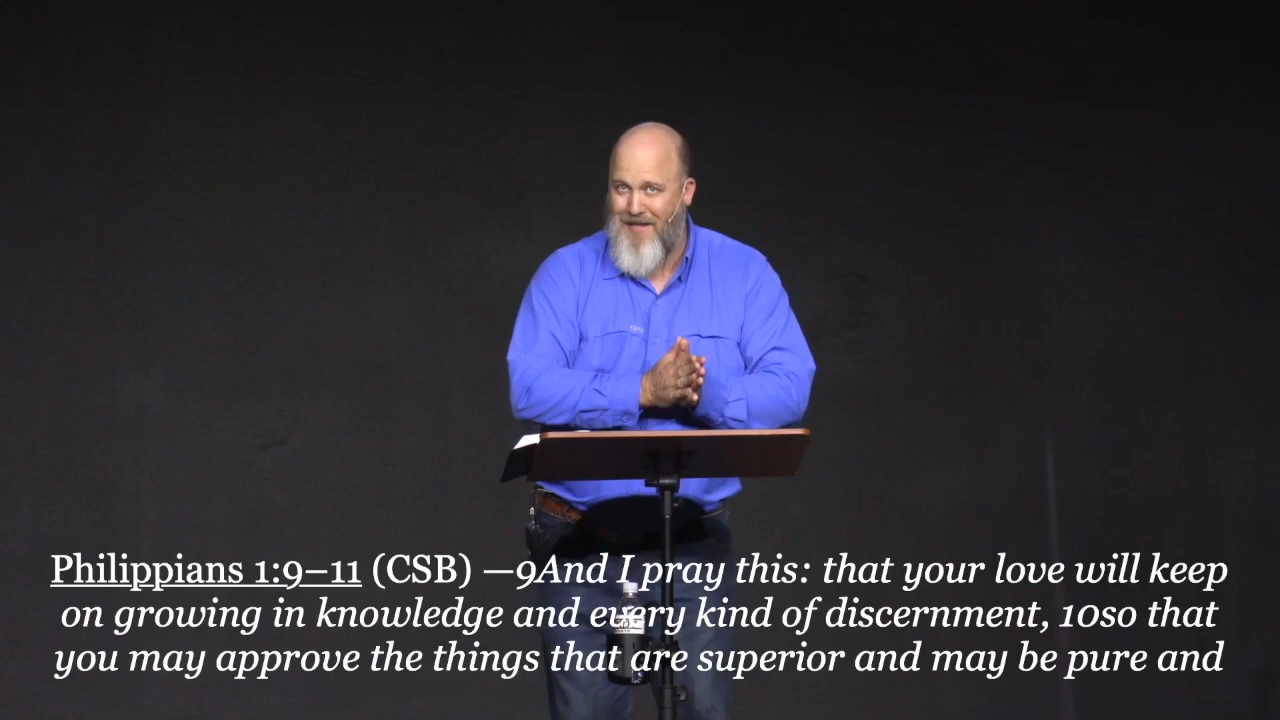 Philippians 1:9–11 (CSB) —9And I pray this: that your love will keep
on growing in knowledge and every kind of discernment, 10so that
you may approve the things that are superior and may be pure and